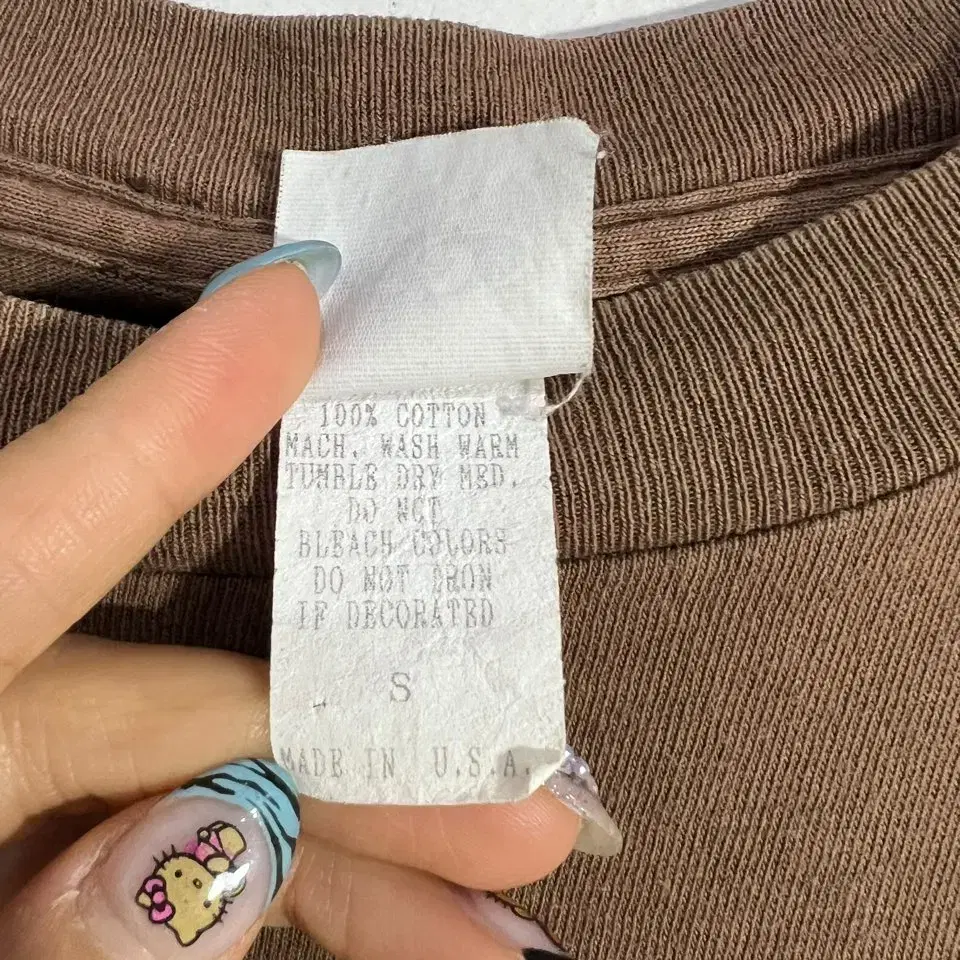 100% COTTON
MACH. WASH WARM
TUMBLE DRY MED.
DO NOT
BLEACH COLORS
DO NOT IRON
IF DECORATED
S
MADE IN U.S.A.